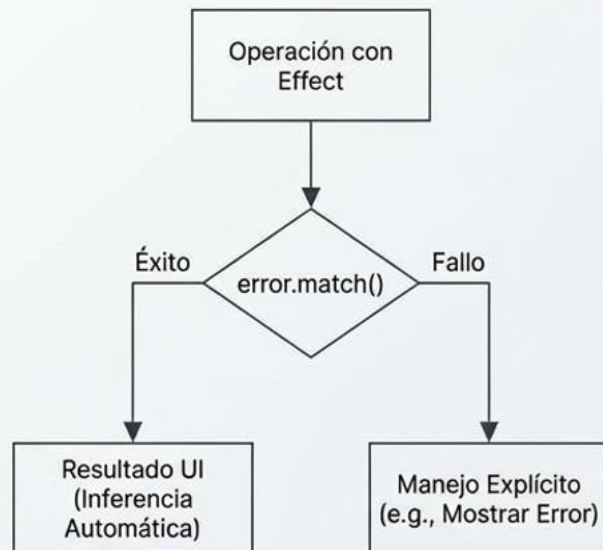 Operación con
Effect
Éxito
error.match()
Fallo
Resultado UI
(Inferencia
Automática)
Manejo Explícito
(e.g., Mostrar Error)